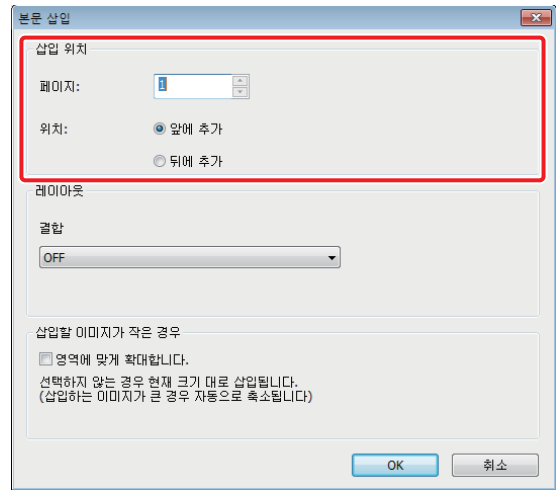 본문 삽입
삽입 위치
페이지:
1
위치:
앞에 추가
뒤에 추가
레이아웃
결합
OFF
삽입할 이미지가 작은 경우
영역에 맞게 확대합니다.
선택하지 않는 경우 현재 크기 대로 삽입됩니다.
(삽입하는 이미지가 큰 경우 자동으로 축소됩니다)
OK 취소